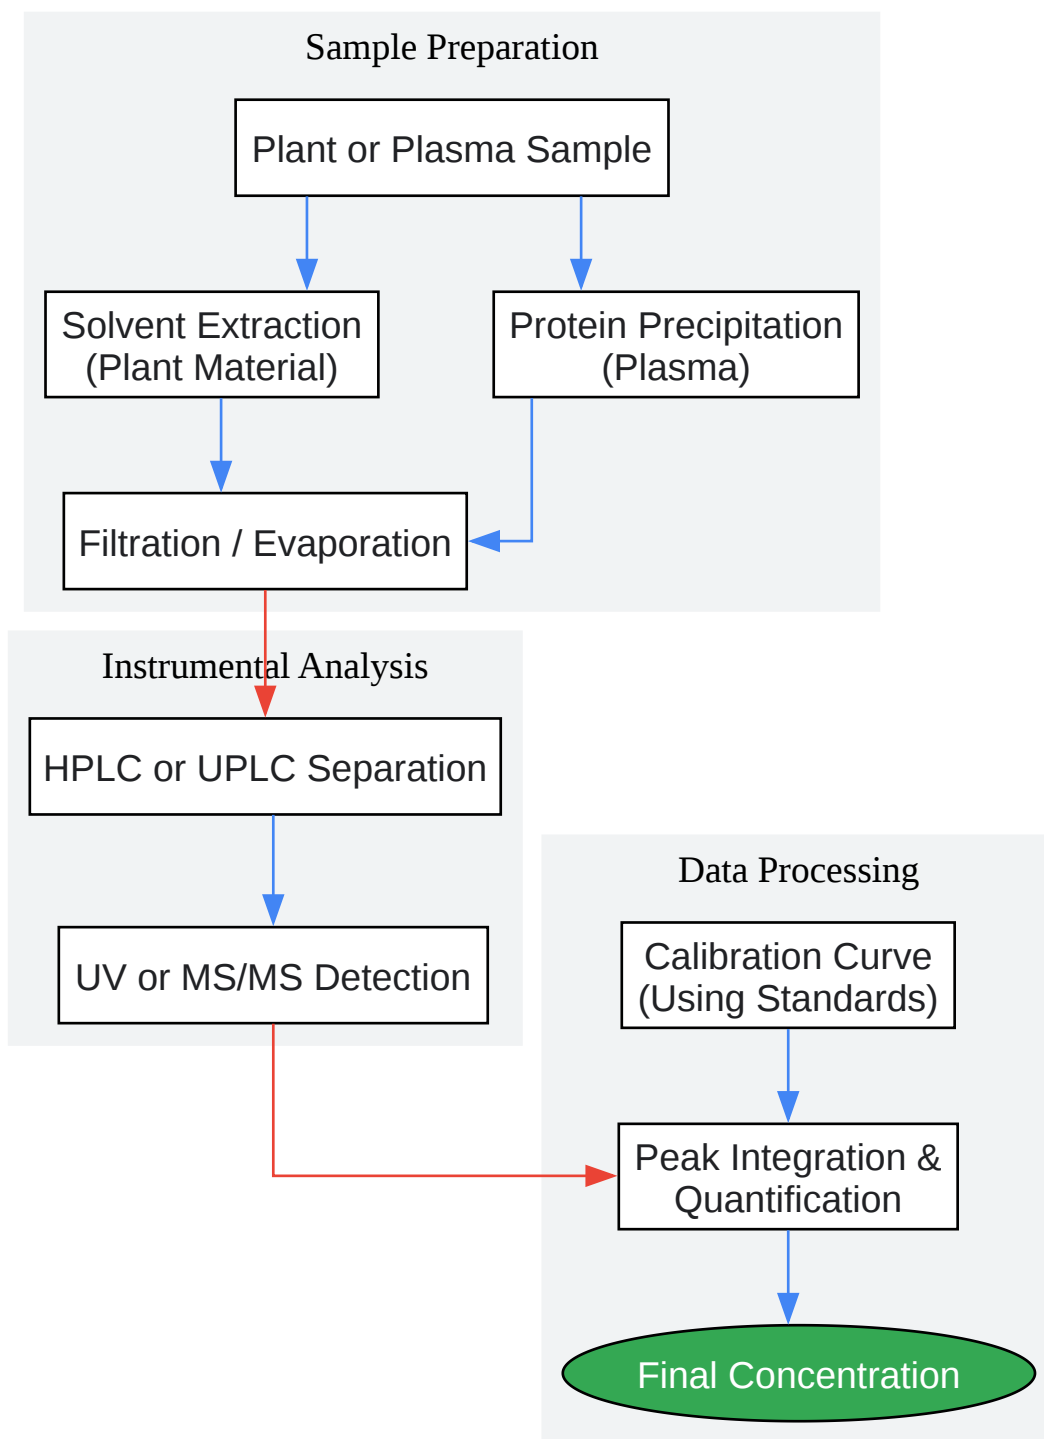 Sample Preparation
Plant or Plasma Sample
Solvent Extraction
(Plant Material)
Protein Precipitation
(Plasma)
Filtration / Evaporation
Instrumental Analysis
HPLC or UPLC Separation
UV or MS/MS Detection
Data Processing
Calibration Curve
(Using Standards)
Peak Integration &
Quantification
Final Concentration